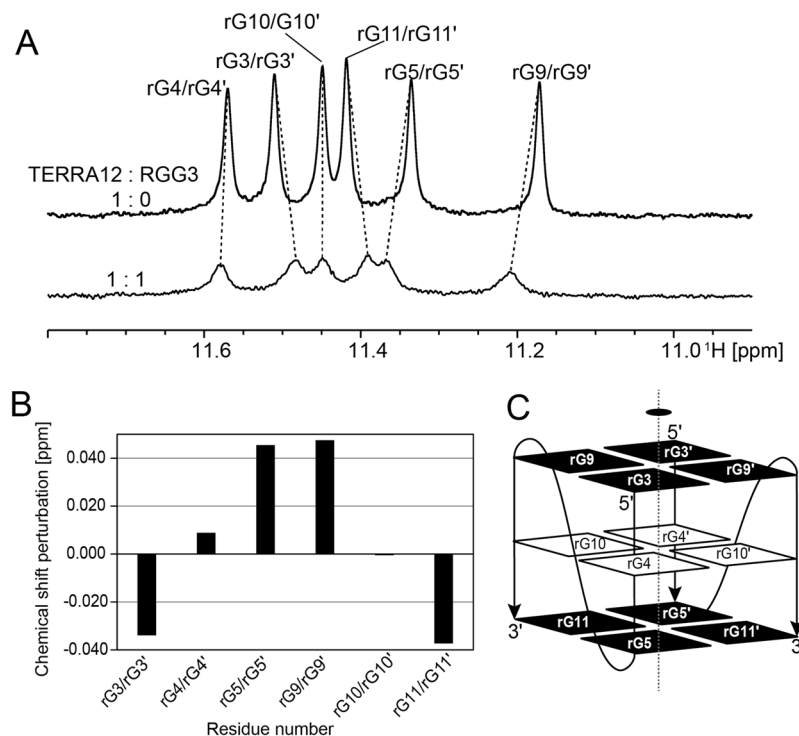 A
rG10/G10'
rG11/rG11'
rG3/rG3'
rG4/rG4'
rG5/rG5'
rG9/rG9'
TERRA12 : RGG3
1 : 0
1 : 1
11.6
11.4
11.2
11.0 ¹H [ppm]
B
Chemical shift perturbation [ppm]
0.040
0.020
0.000
-0.020
-0.040
rG3/rG3'
rG4/rG4'
rG5/rG5'
rG9/rG9'
rG10/rG10'
rG11/rG11'
Residue number
C
5'
rG9
rG3'
rG3
rG9'
5'
rG10
rG4'
rG4
rG10'
3'
rG11
rG5'
rG5
rG11'
3'